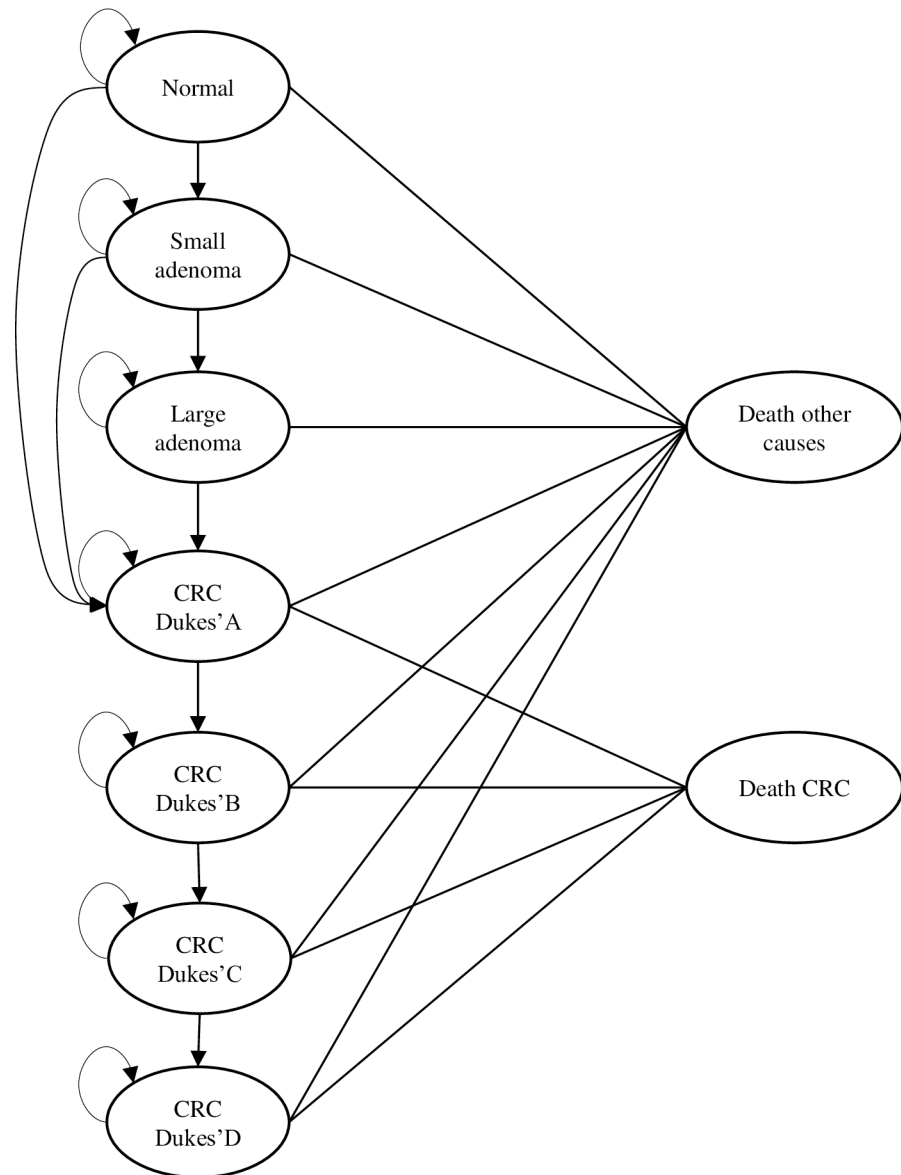 Normal
Small
adenoma
Large
adenoma
Death other
causes
CRC
Dukes’A
CRC
Dukes’B
Death CRC
CRC
Dukes’C
CRC
Dukes’D